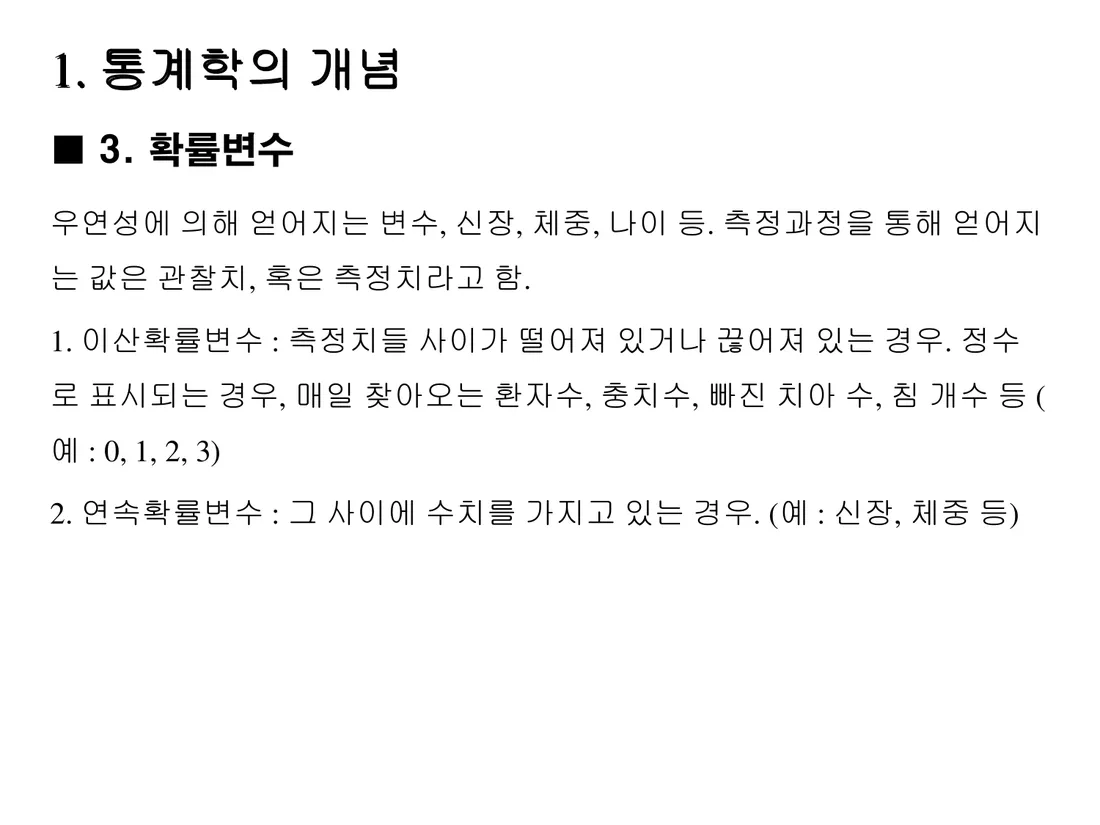 1. 통계학의 개념
■ 3. 확률변수
우연성에 의해 얻어지는 변수, 신장, 체중, 나이 등. 측정과정을 통해 얻어지
는 값은 관찰치, 혹은 측정치라고 함.
1. 이산확률변수 : 측정치들 사이가 떨어져 있거나 끊어져 있는 경우. 정수
로 표시되는 경우, 매일 찾아오는 환자수, 충치수, 빠진 치아 수, 침 개수 등 (
예 : 0, 1, 2, 3)
2. 연속확률변수 : 그 사이에 수치를 가지고 있는 경우. (예 : 신장, 체중 등)